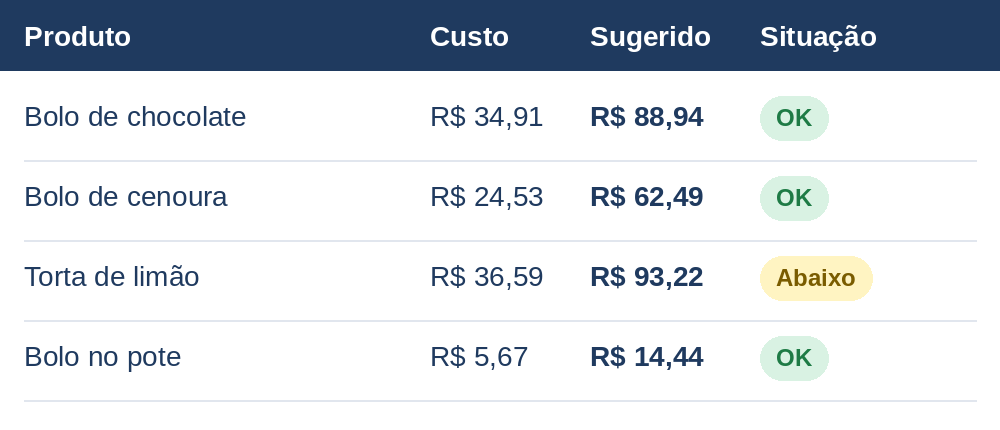 Produto Custo Sugerido Situação
Bolo de chocolate R$ 34,91 R$ 88,94 OK
Bolo de cenoura R$ 24,53 R$ 62,49 OK
Torta de limão R$ 36,59 R$ 93,22 Abaixo
Bolo no pote R$ 5,67 R$ 14,44 OK